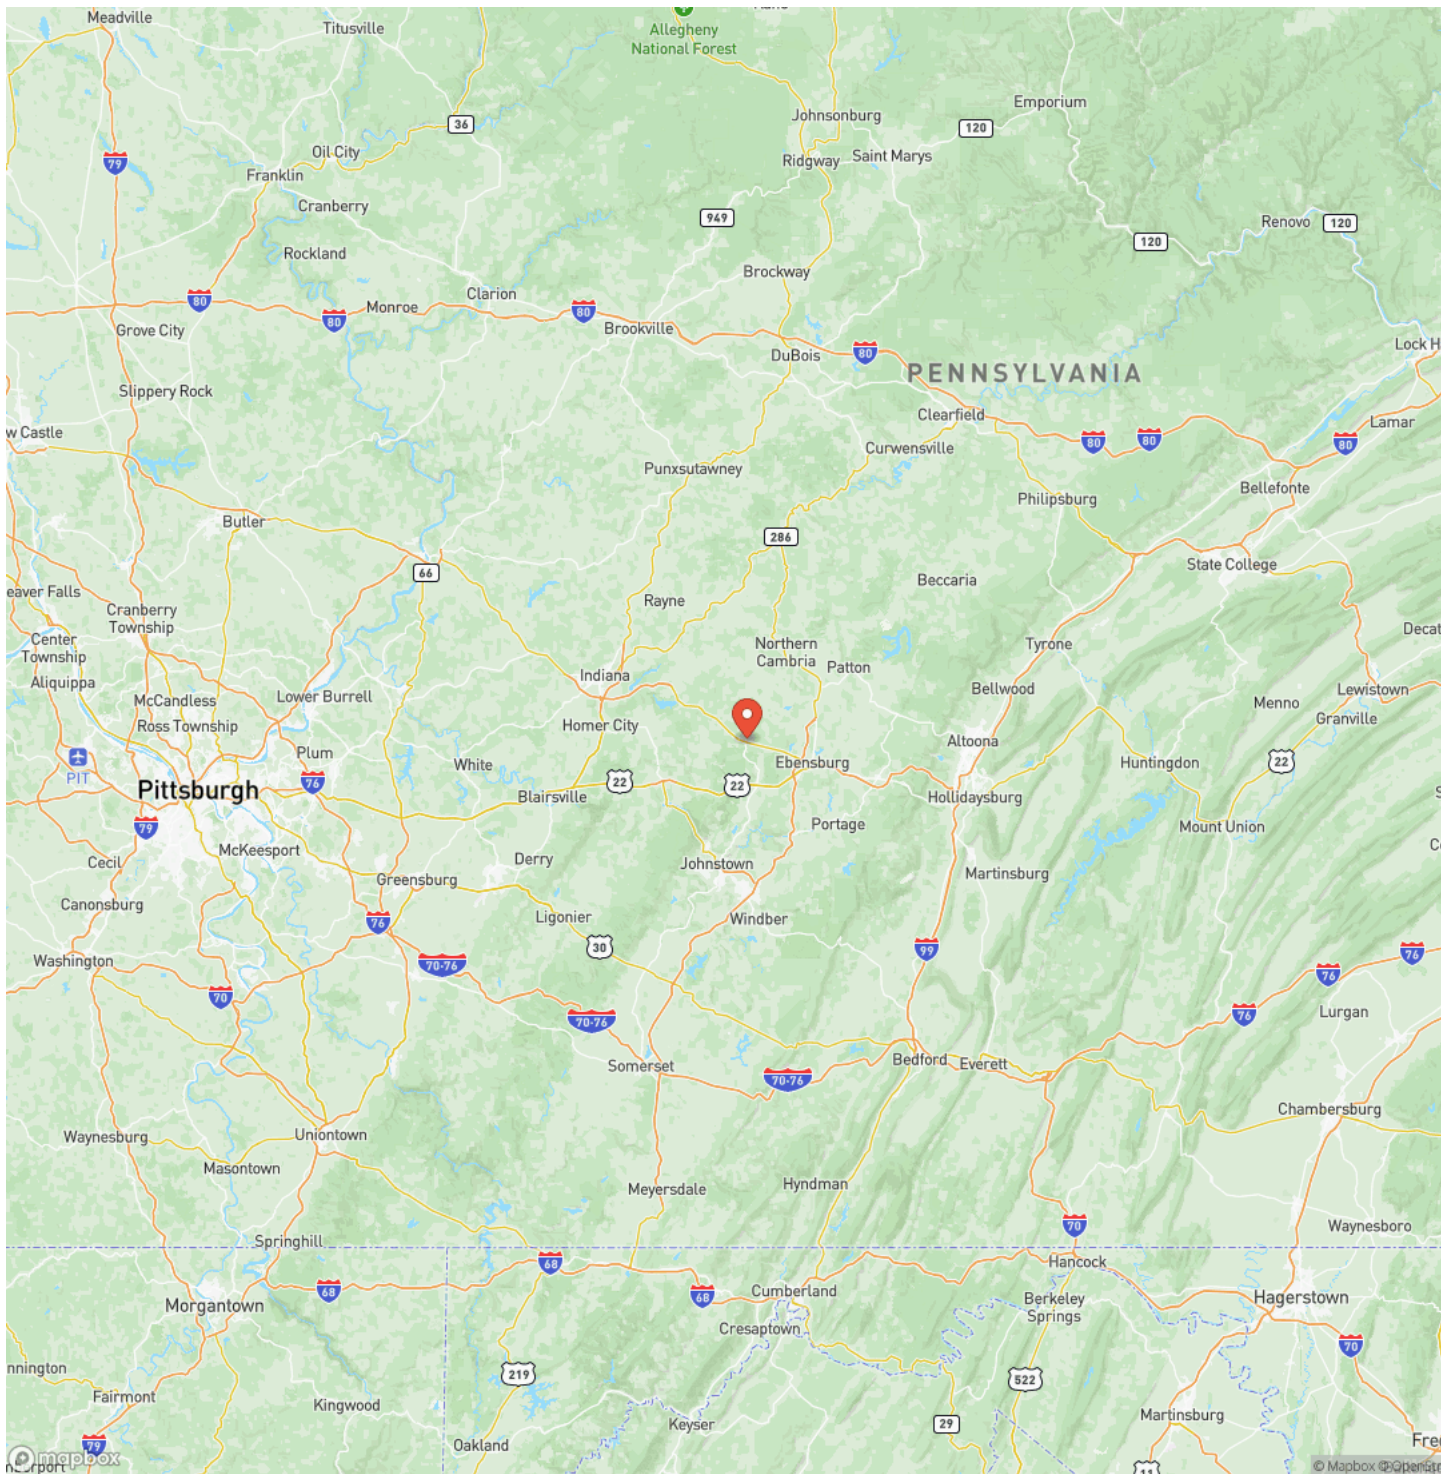 Meadville
Titusville
Allegheny
National Forest
Johnsonburg
Emporium
36
120
Oil City
Ridgway
Saint Marys
79
Franklin
Cranberry
949
Renovo
120
120
Rockland
Brockway
Clarion
80
Monroe
80
80
Grove City
Brookville
Lock H
DuBois
80
PENNSYLVANIA
Slippery Rock
Clearfield
Lamar
w Castle
80
80
80
Curwensville
Punxsutawney
Bellefonte
Philipsburg
Butler
286
State College
66
Beccaria
eaver Falls
Rayne
Cranberry
Township
Decat
Center
Township
Northern
Cambria
Tyrone
Patton
Indiana
Aliquippa
Bellwood
Lewistown
Lower Burrell
McCandless
Menno
Granville
Ross Township
Homer City
Altoona
Plum
PIT
White
Ebensburg
Huntingdon
22
Pittsburgh
76
22
22
Blairsville
Hollidaysburg
79
Portage
Mount Union
McKeesport
Cecil
Derry
Johnstown
Martinsburg
Greensburg
Canonsburg
Ligonier
Windber
76
30
99
76
Washington
70-76
76
70
76
Lurgan
70-76
Somerset
Bedford
Everett
70-76
Chambersburg
Waynesburg
Uniontown
Masontown
Meyersdale
Hyndman
70
Waynesboro
Springhill
68
Hancock
68
Cumberland
68
Morgantown
Berkeley
Springs
Hagerstown
Cresaptown
70
nnington
219
522
Fairmont
Kingwood
Keyser
29
Martinsburg
79
Oakland
Fre
mapbox
11
© Mapbox